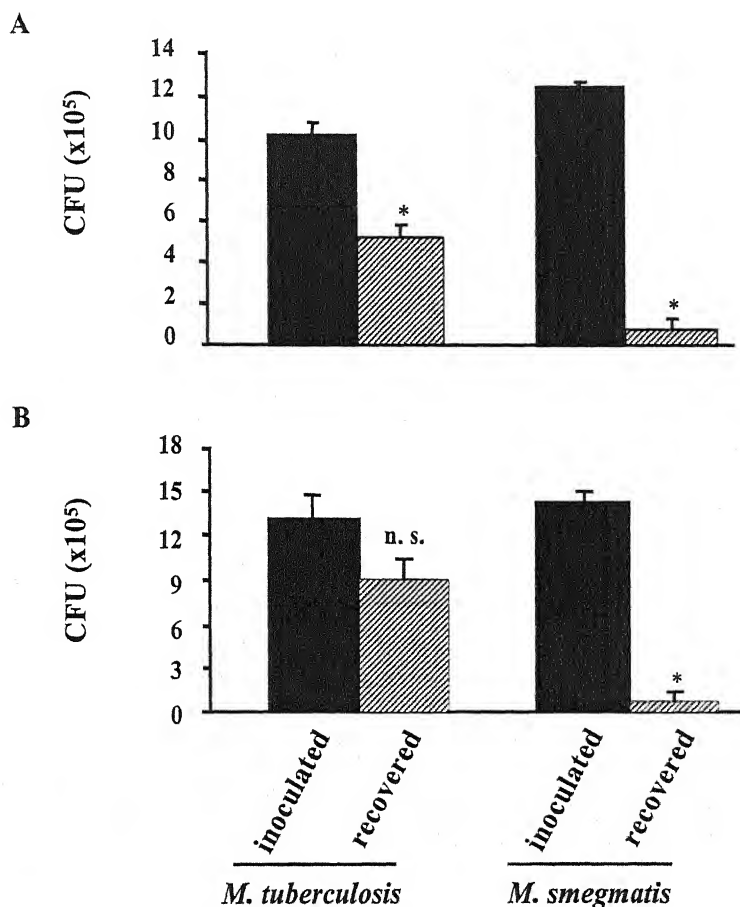 A
CFU (x10⁵)
14
12
10
8
6
4
2
0
*
*
B
CFU (x10⁵)
18
15
12
9
6
3
0
n. s.
*
inoculated
recovered
inoculated
recovered
M. tuberculosis
M. smegmatis